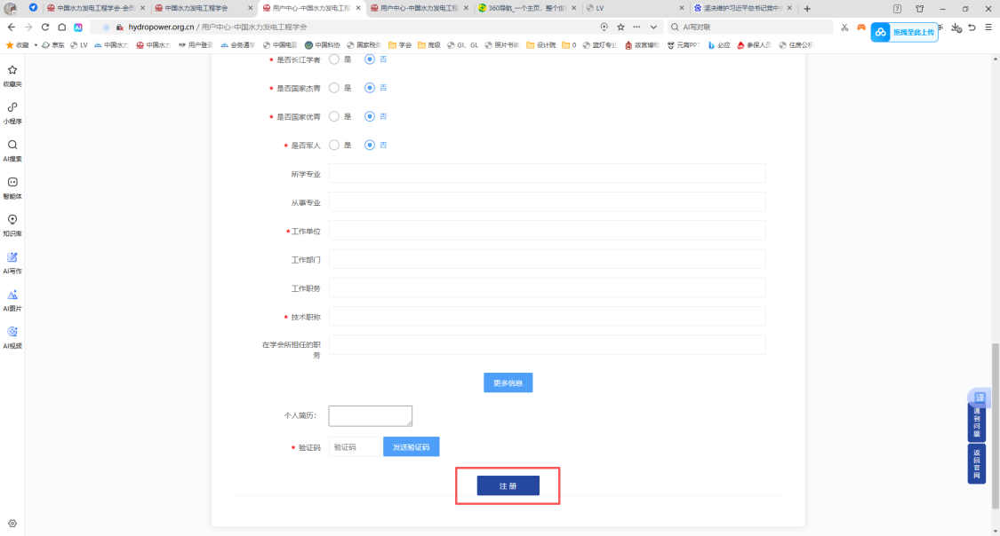 中国水力发电工程学会-会员
中国水力发电工程学会
用户中心-中国水力发电工程
用户中心-中国水力发电工程
360导航_一个主页，整个世
LV
坚决维护习近平总书记党中
7
AI
hydropower.org.cn / 用户中心-中国水力发电工程学会
AI写对联
拖拽至此上传
收藏
京东
LV
中国水力
中国水力
用户登录
会务通
中国电
中国科协
国家税务
学会
高级
GI、GL
照片书
设计院
0
蓝灯专
故宫博物
元宵PPT
必应
参保人员
住房公积
收藏夹
小程序
AI搜索
智能体
知识库
AI写作
AI图片
AI视频
* 是否长江学者 是 否
* 是否国家杰青 是 否
* 是否国家优青 是 否
* 是否军人 是 否
所学专业
从事专业
* 工作单位
工作部门
工作职务
* 技术职称
在学会所担任的职
务
更多信息
个人简历:
* 验证码 验证码 发送验证码
注 册
译
遇到问题
返回官网